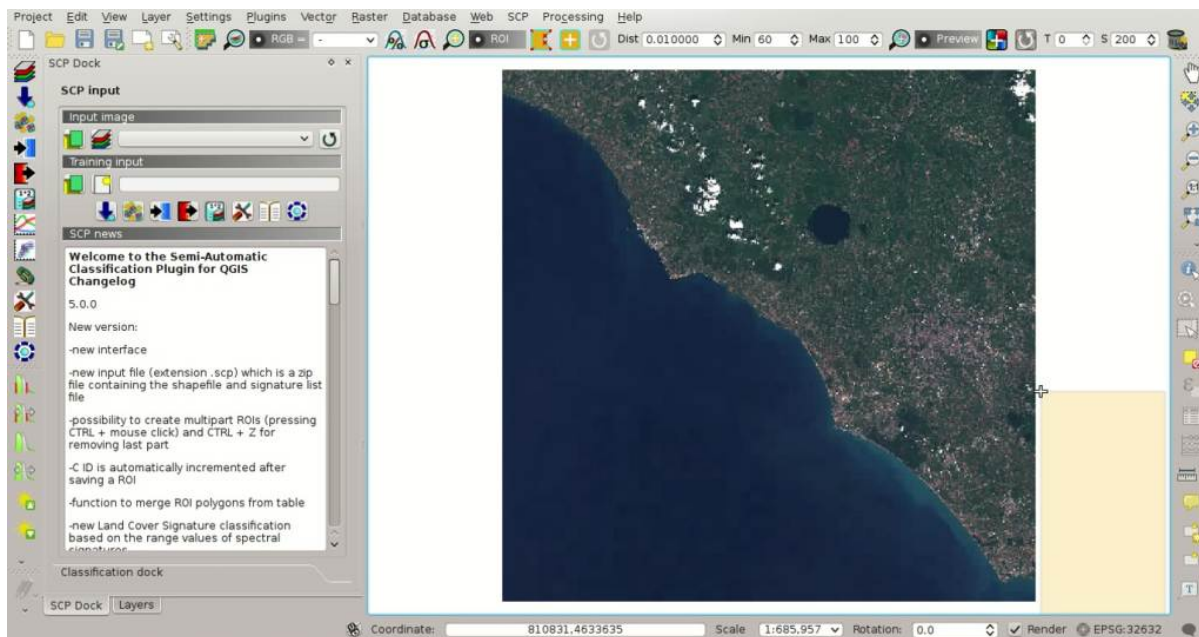 Project Edit View Layer Settings Plugins Vector Raster Database Web SCP Processing Help
RGB = - ROI Dist 0.010000 Min 60 Max 100 Preview T 0 S 200
SCP Dock
SCP input
Input image
Training input
SCP news
Welcome to the Semi-Automatic
Classification Plugin for QGIS
Changelog
5.0.0
New version:
-new interface
-new input file (extension .scp) which is a zip
file containing the shapefile and signature list
file
-possibility to create multipart ROIs (pressing
CTRL + mouse click) and CTRL + Z for
removing last part
-C ID is automatically incremented after
saving a ROI
-function to merge ROI polygons from table
-new Land Cover Signature classification
based on the range values of spectral
signatures
Classification dock
SCP Dock Layers
Coordinate: 810831,4633635 Scale 1:685,957 Rotation: 0.0 Render EPSG:32632